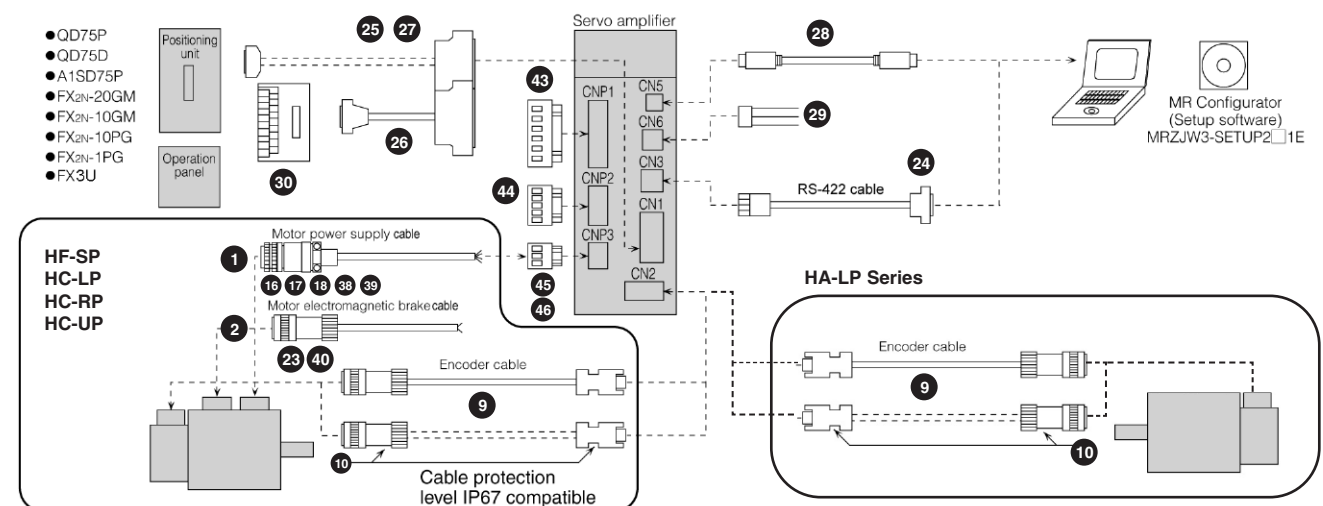 ●QD75P
●QD75D
●A1SD75P
●FX2N-20GM
●FX2N-10GM
●FX2N-10PG
●FX2N-1PG
●FX3U
Positioning
unit
Operation
panel
25 27
26
30
Servo amplifier
43
CNP1
44
CNP2
CNP3
45
46
CN5
CN6
CN3
CN1
CN2
28
29
24
RS-422 cable
MR Configurator
(Setup software)
MRZJW3-SETUP2□1E
HF-SP
HC-LP
HC-RP
HC-UP
Motor power supply cable
1
16 17 18 38 39
Motor electromagnetic brake cable
2
23 40
Encoder cable
9
10
Cable protection
level IP67 compatible
HA-LP Series
Encoder cable
9
10